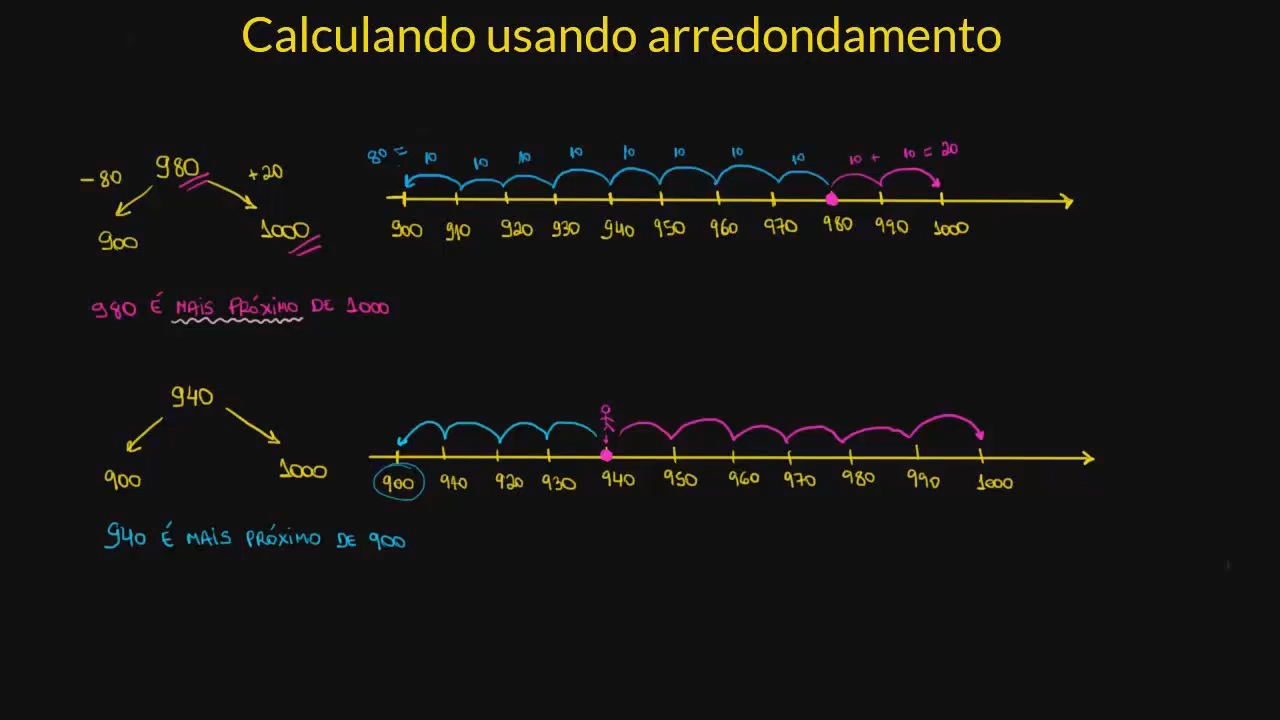 Calculando usando arredondamento
80 = 10 10 10 10 10 10 10 10 10 + 10 = 20
-80 980 +20
900 1000
900 910 920 930 940 950 960 970 980 990 1000
980 É MAIS PRÓXIMO DE 1000
940
900 1000
900 910 920 930 940 950 960 970 980 990 1000
940 É MAIS PRÓXIMO DE 900